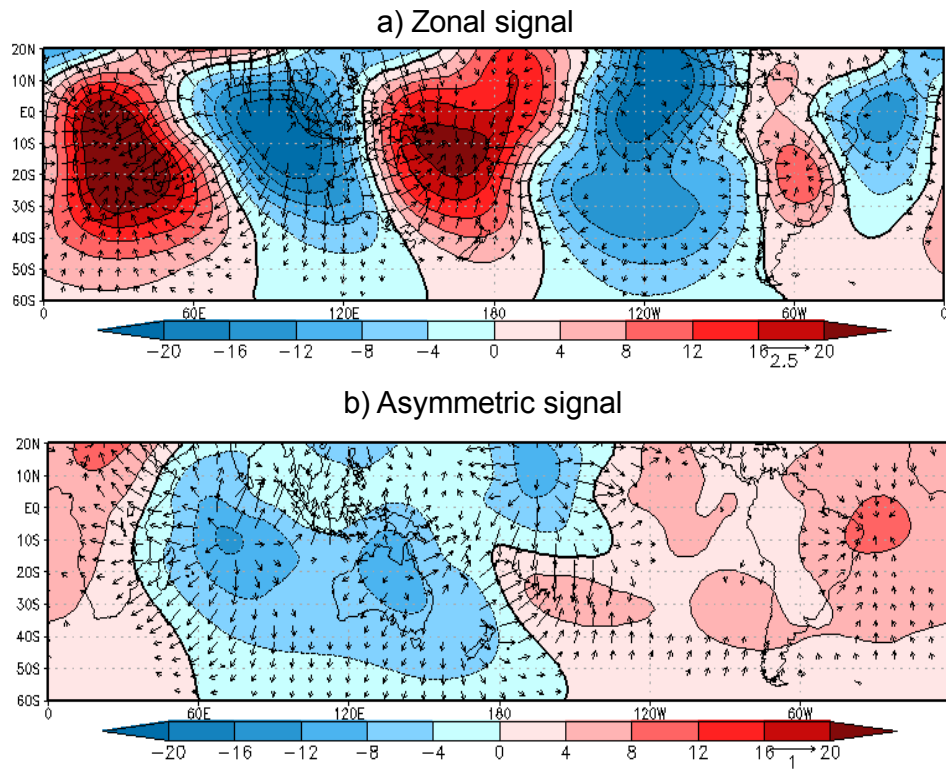 a) Zonal signal
20N
10N
EQ
10S
20S
30S
40S
50S
60S
0 60E 120E 180 120W 60W 0
-20 -16 -12 -8 -4 0 4 8 12 16 20
2.5
b) Asymmetric signal
20N
10N
EQ
10S
20S
30S
40S
50S
60S
0 60E 120E 180 120W 60W
-20 -16 -12 -8 -4 0 4 8 12 16 20
1